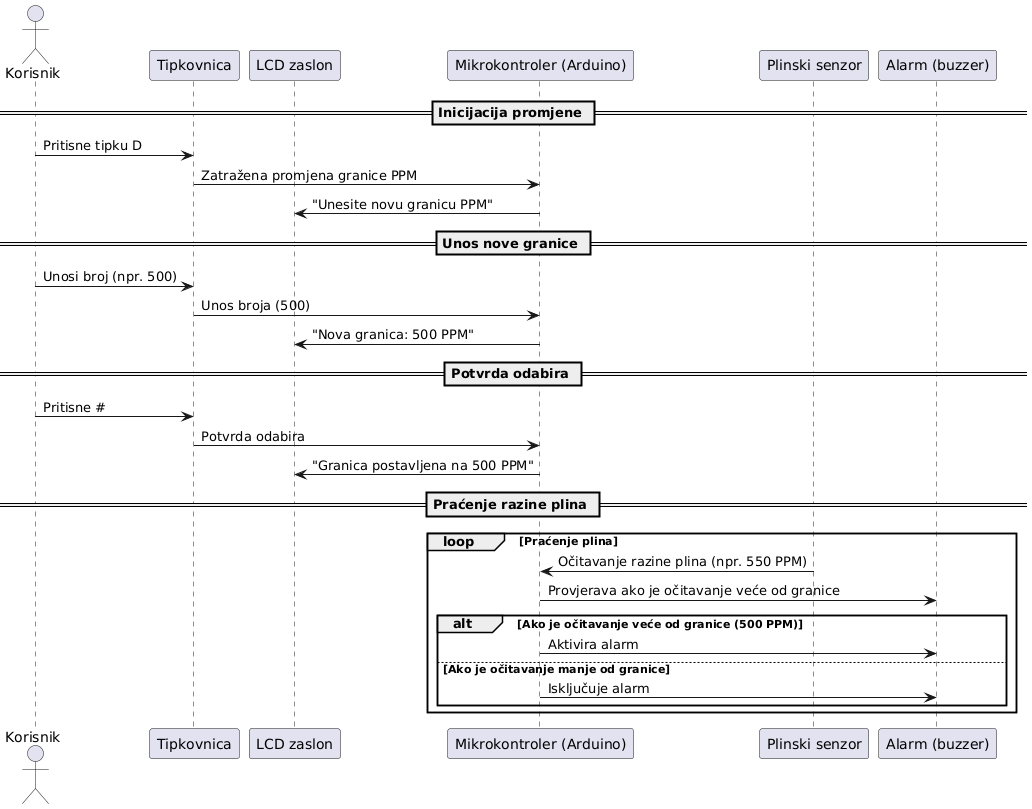 Korisnik
Tipkovnica
LCD zaslon
Mikrokontroler (Arduino)
Plinski senzor
Alarm (buzzer)
Inicijacija promjene
Pritisne tipku D
Zatražena promjena granice PPM
"Unesite novu granicu PPM"
Unos nove granice
Unosi broj (npr. 500)
Unos broja (500)
"Nova granica: 500 PPM"
Potvrda odabira
Pritisne #
Potvrda odabira
"Granica postavljena na 500 PPM"
Praćenje razine plina
loop
[Praćenje plina]
Očitavanje razine plina (npr. 550 PPM)
Provjerava ako je očitavanje veće od granice
alt
[Ako je očitavanje veće od granice (500 PPM)]
Aktivira alarm
[Ako je očitavanje manje od granice]
Isključuje alarm
Korisnik
Tipkovnica
LCD zaslon
Mikrokontroler (Arduino)
Plinski senzor
Alarm (buzzer)